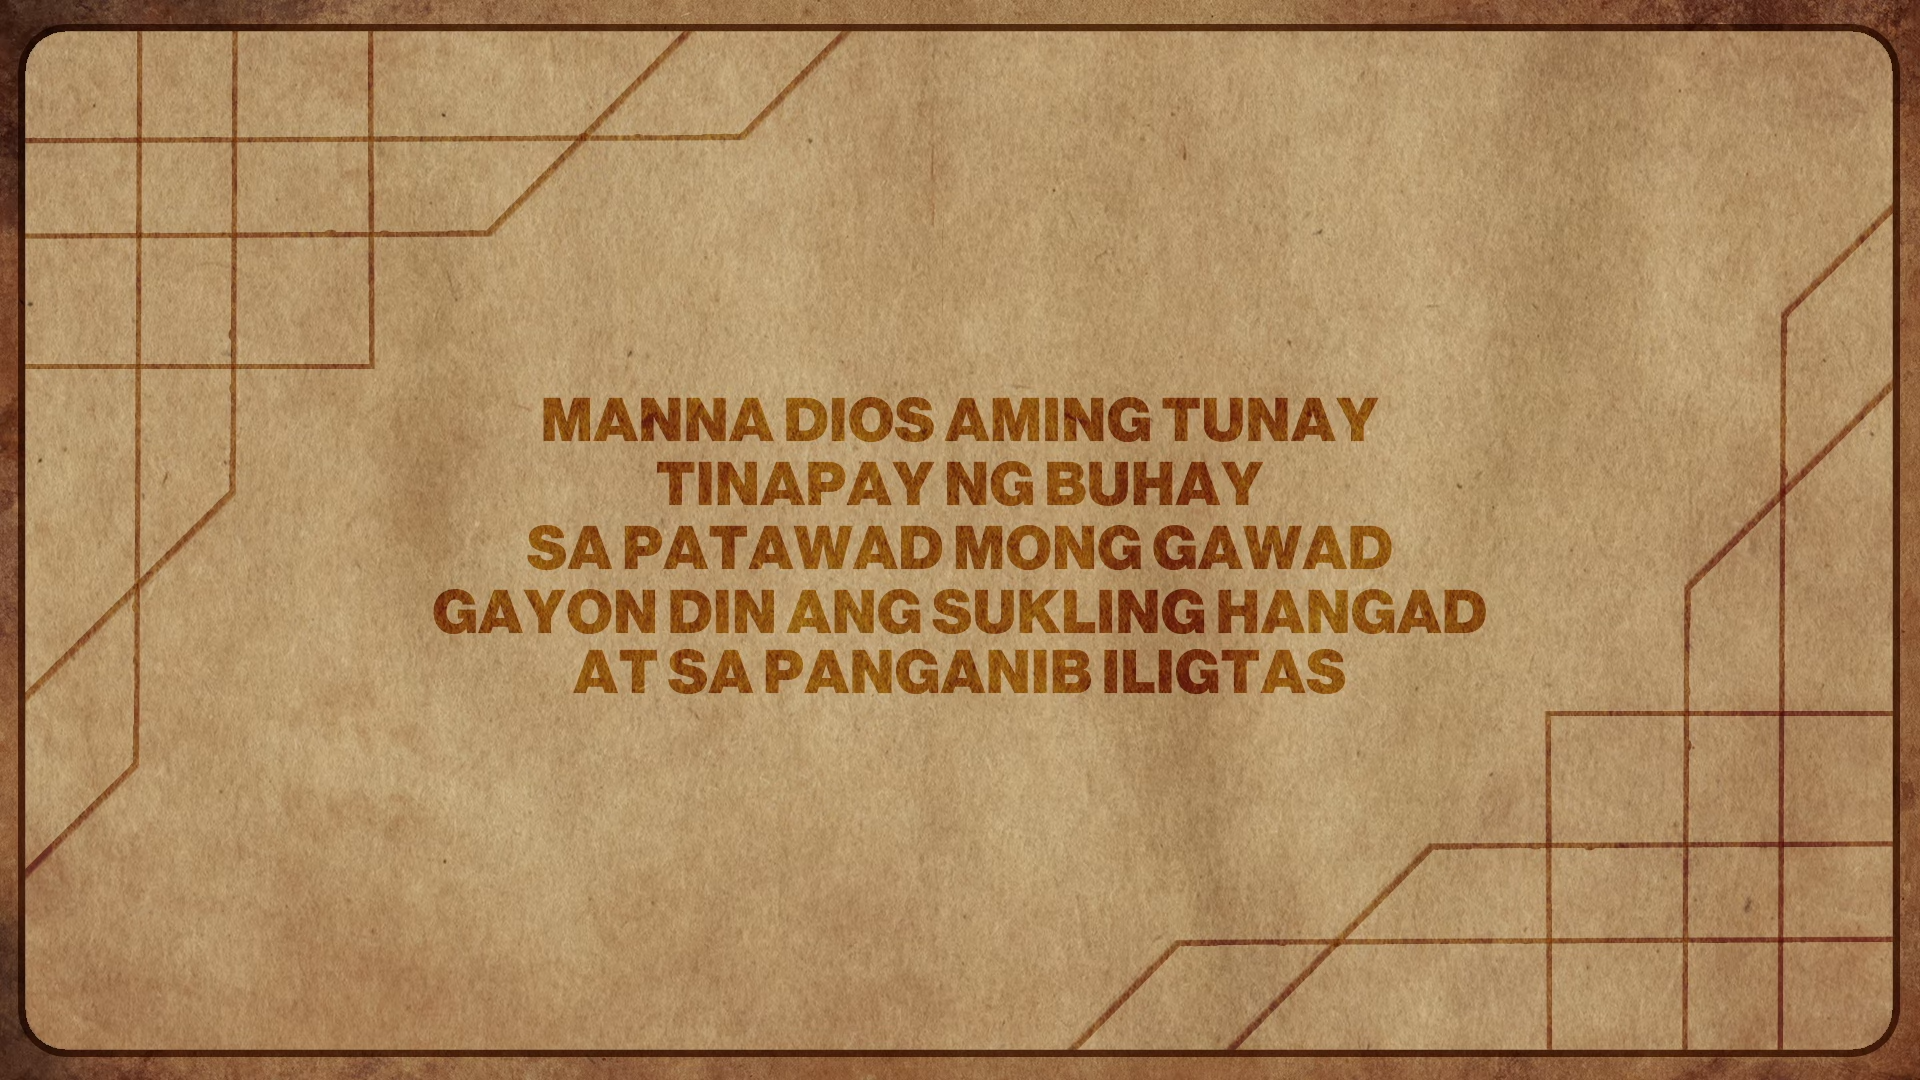 MANNA DIOS AMING TUNAY
TINAPAY NG BUHAY
SA PATAWAD MONG GAWAD
GAYON DIN ANG SUKLING HANGAD
AT SA PANGANIB ILIGTAS